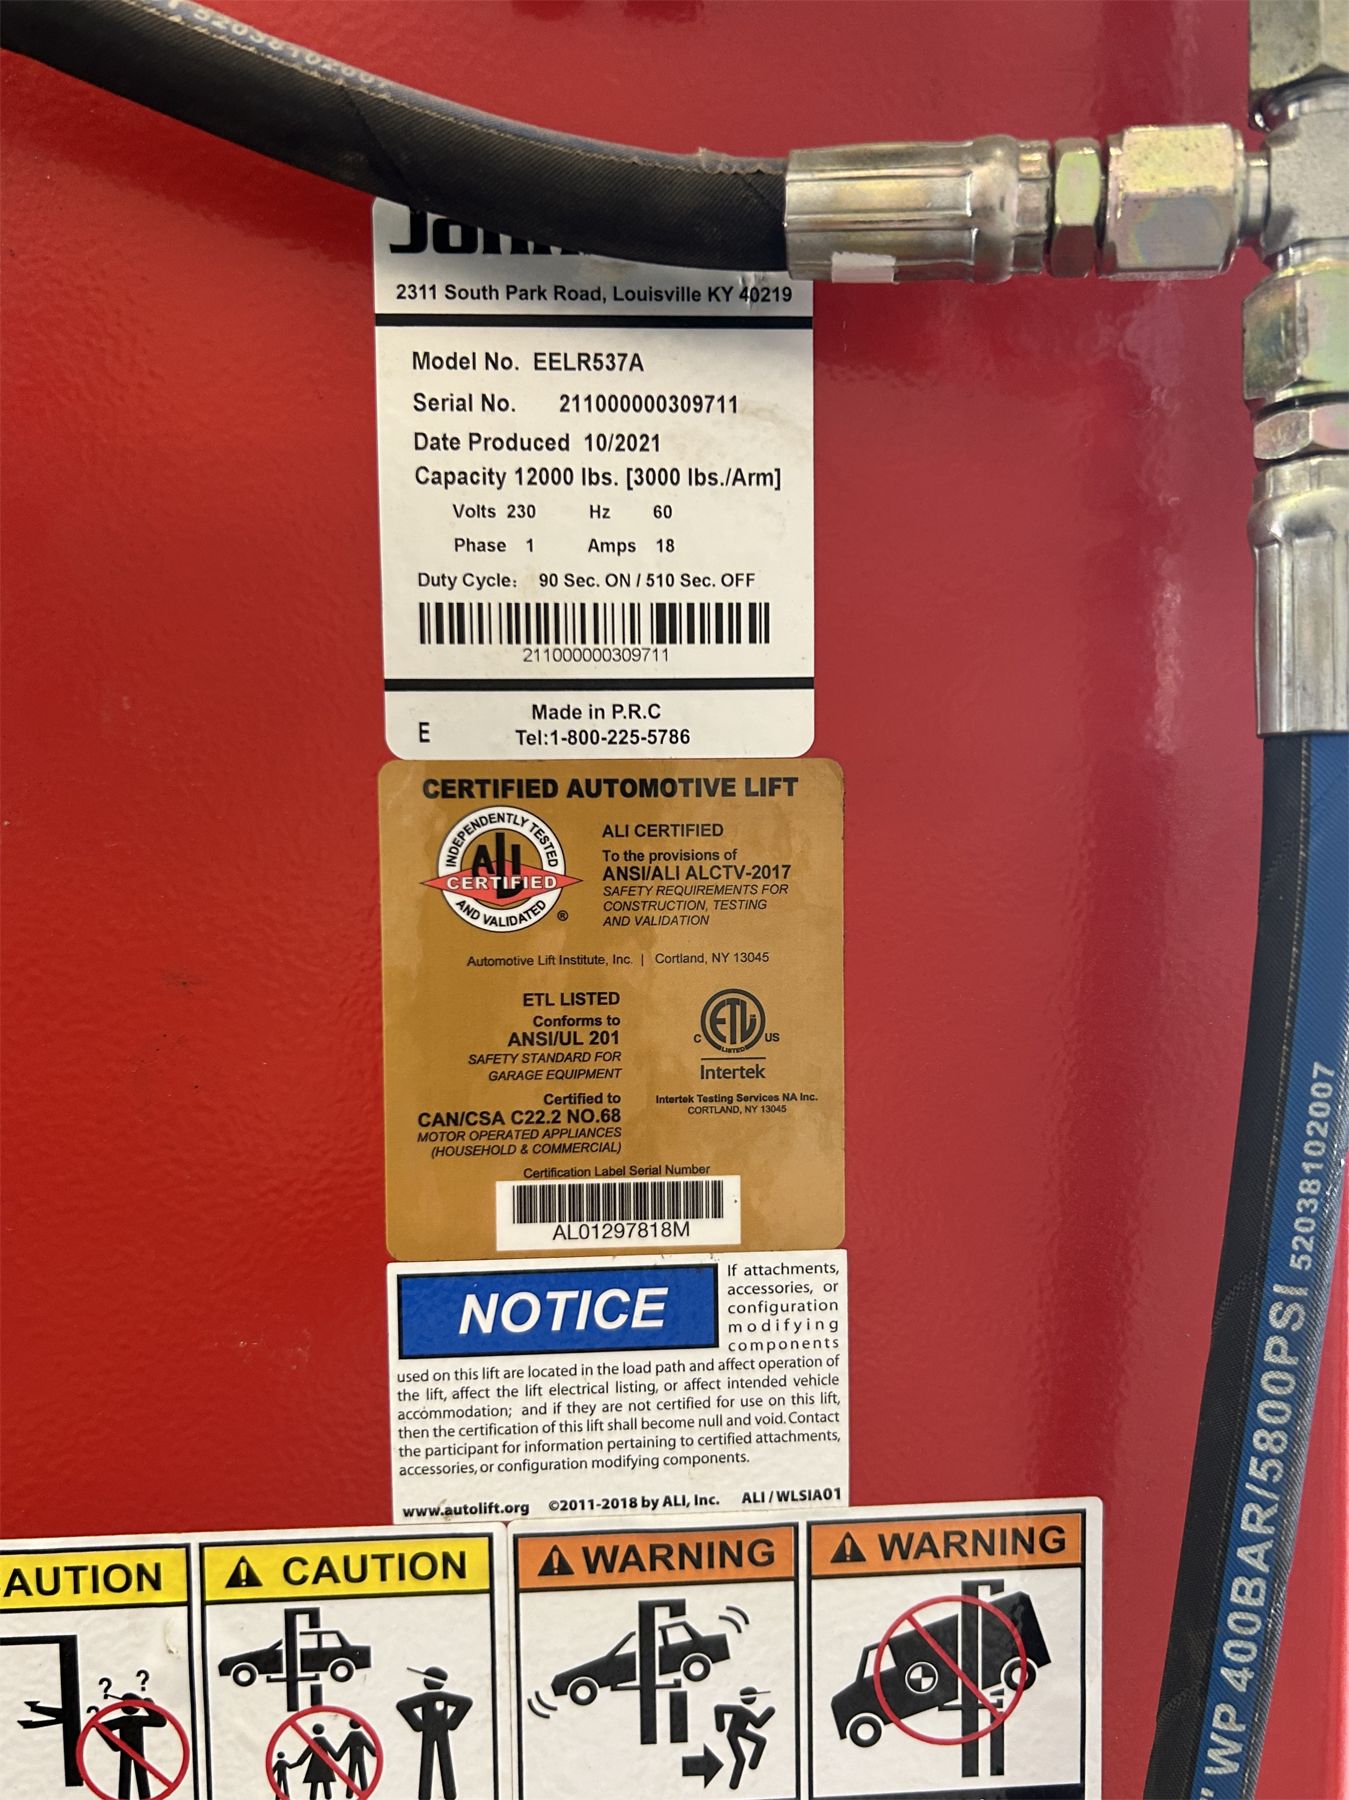 5203810200
2311 South Park Road, Louisville KY 40219
Model No. EELR537A
Serial No. 211000000309711
Date Produced 10/2021
Capacity 12000 lbs. [3000 lbs./Arm]
Volts 230 Hz 60
Phase 1 Amps 18
Duty Cycle: 90 Sec. ON / 510 Sec. OFF
211000000309711
Made in P.R.C
E
Tel:1-800-225-5786
CERTIFIED AUTOMOTIVE LIFT
INDEPENDENTLY TESTED
ALI
CERTIFIED
AND VALIDATED
®
ALI CERTIFIED
To the provisions of
ANSI/ALI ALCTV-2017
SAFETY REQUIREMENTS FOR
CONSTRUCTION, TESTING
AND VALIDATION
Automotive Lift Institute, Inc. | Cortland, NY 13045
ETL LISTED
Conforms to
ANSI/UL 201
SAFETY STANDARD FOR
GARAGE EQUIPMENT
Certified to
CAN/CSA C22.2 NO.68
MOTOR OPERATED APPLIANCES
(HOUSEHOLD & COMMERCIAL)
ETL
LISTED
C US
Intertek
Intertek Testing Services NA Inc.
CORTLAND, NY 13045
Certification Label Serial Number
AL01297818M
NOTICE
If attachments,
accessories, or
configuration
modifying
components
used on this lift are located in the load path and affect operation of
the lift, affect the lift electrical listing, or affect intended vehicle
accommodation; and if they are not certified for use on this lift,
then the certification of this lift shall become null and void. Contact
the participant for information pertaining to certified attachments,
accessories, or configuration modifying components.
www.autolift.org ©2011-2018 by ALI, Inc. ALI / WLSIA01
AUTION
CAUTION
WARNING
WARNING
? ? ?
" WP 400BAR/5800PSI 52038102007